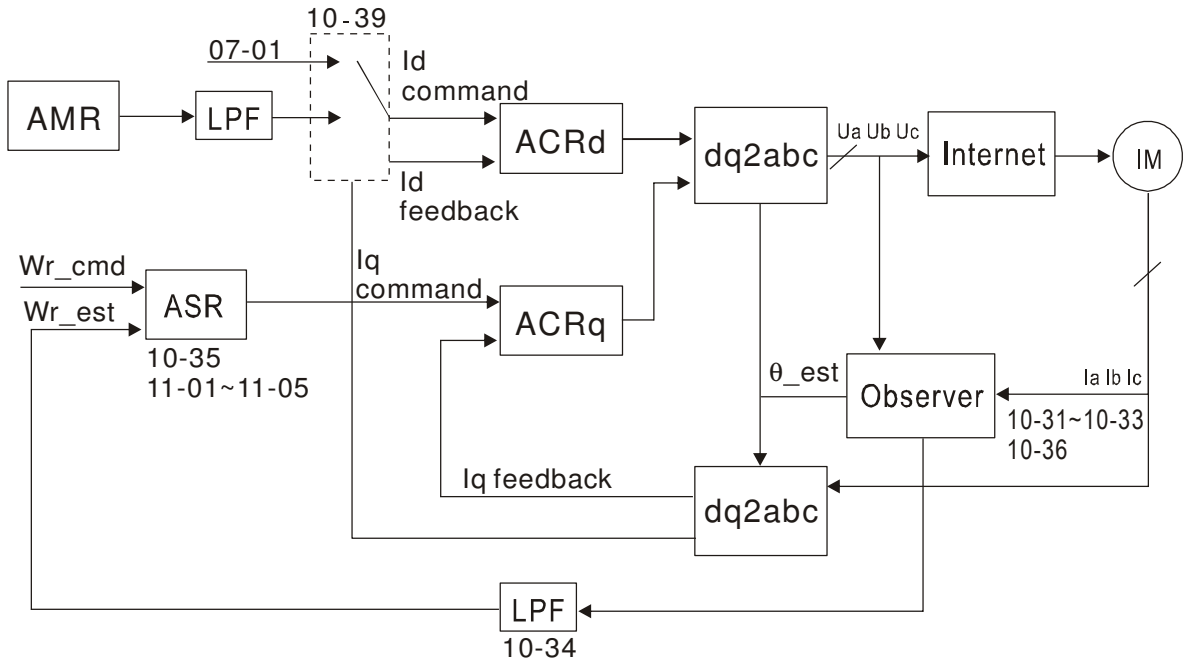 10-39
07-01
AMR
LPF
Id
command
Id
feedback
ACRd
dq2abc
Ua Ub Uc
Internet
IM
Wr_cmd
Wr_est
ASR
10-35
11-01~11-05
Iq
command
ACRq
θ_est
Observer
Ia Ib Ic
10-31~10-33
10-36
Iq feedback
dq2abc
LPF
10-34